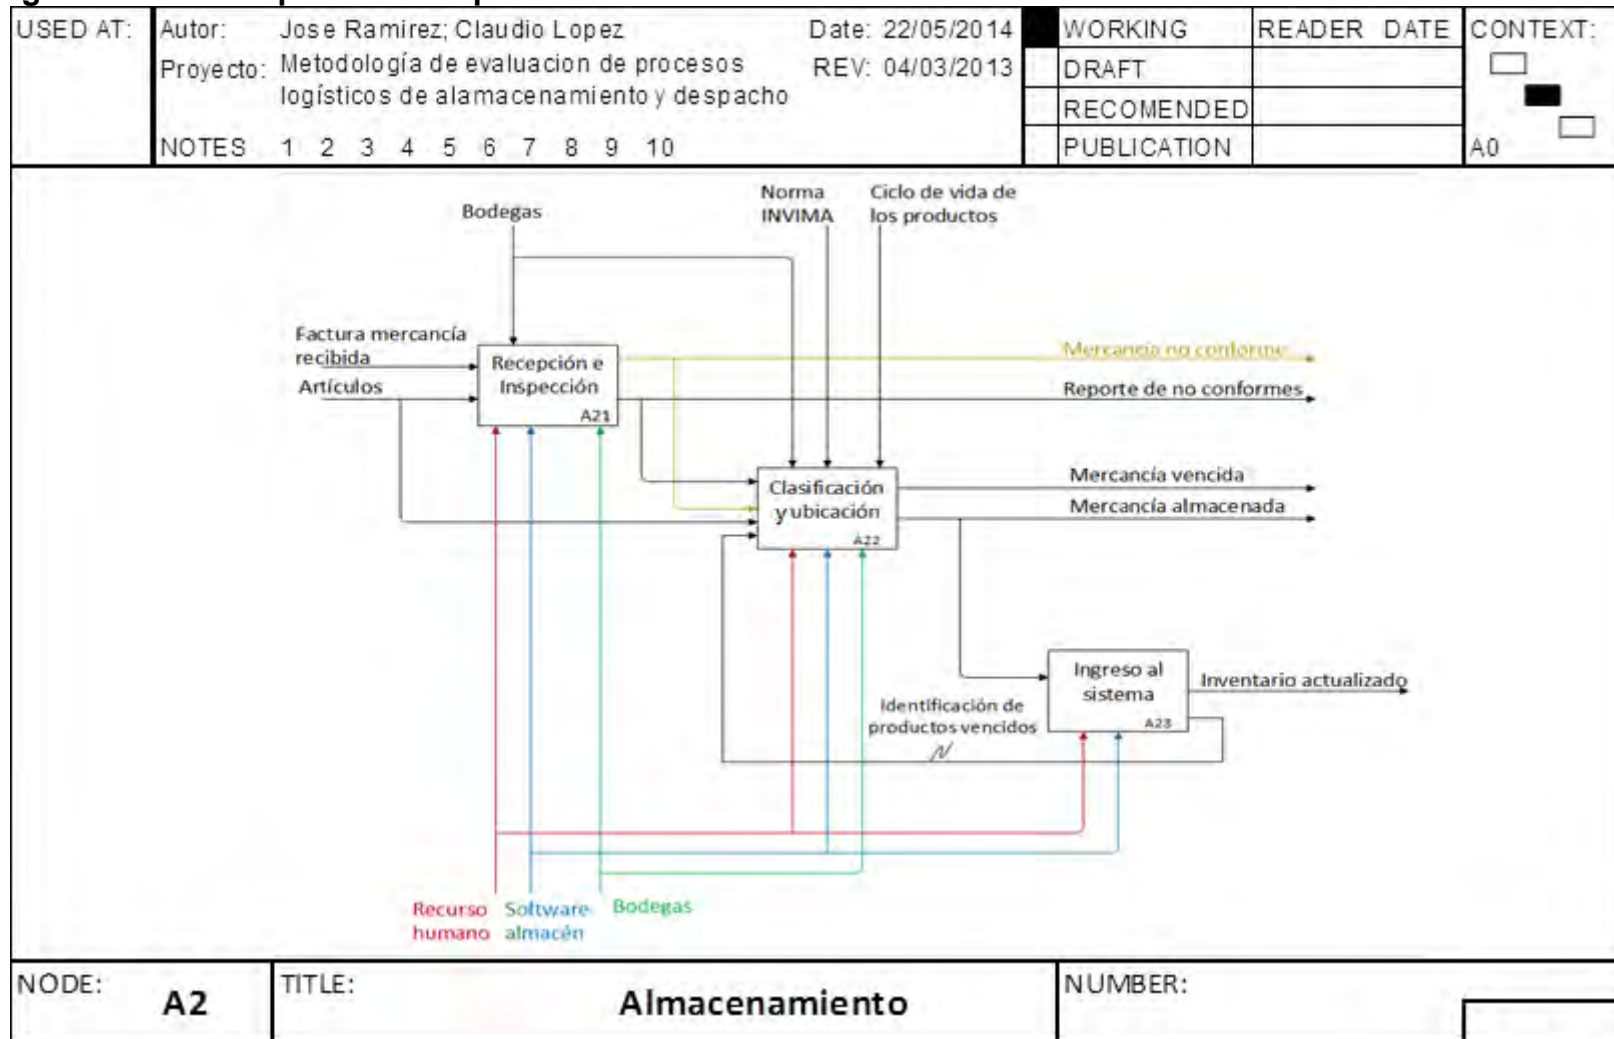 USED AT:
Autor: Jose Ramirez; Claudio Lopez
Date: 22/05/2014
Proyecto: Metodología de evaluacion de procesos
logísticos de alamacenamiento y despacho
REV: 04/03/2013
NOTES 1 2 3 4 5 6 7 8 9 10
WORKING
DRAFT
RECOMENDED
PUBLICATION
READER DATE
CONTEXT:
A0
Bodegas
Norma
INVIMA
Ciclo de vida de
los productos
Factura mercancía
recibida
Artículos
Recepción e
Inspección
A21
Mercancía no conforme
Reporte de no conformes
Clasificación
y ubicación
A22
Mercancía vencida
Mercancía almacenada
Ingreso al
sistema
A23
Inventario actualizado
Identificación de
productos vencidos
Recurso
humano
Software
almacén
Bodegas
NODE:
A2
TITLE:
Almacenamiento
NUMBER: